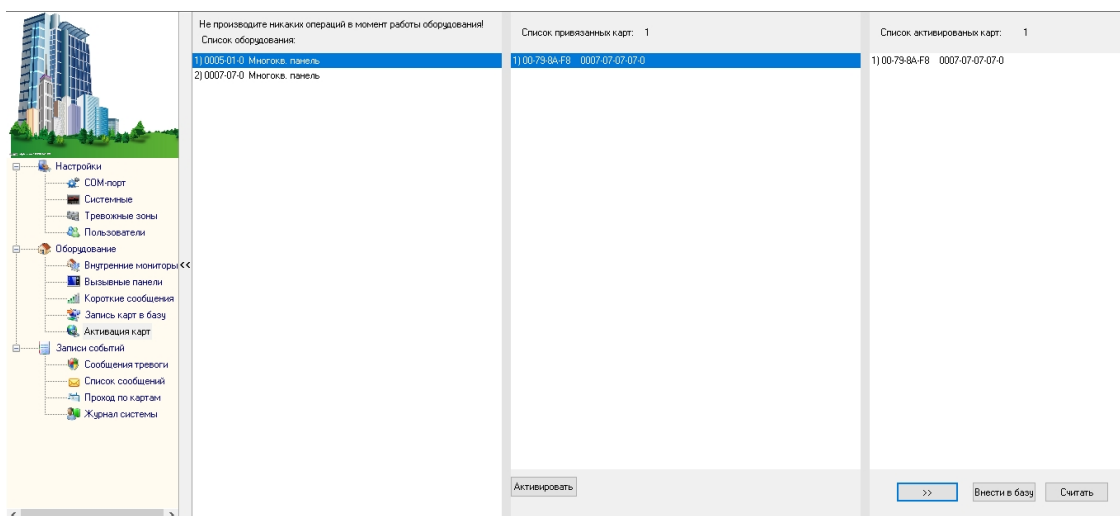 Не производите никаких операций в момент работы оборудования!
Список оборудования:
1) 0005-01-0 Многокв. панель
2) 0007-07-0 Многокв. панель
Список привязанных карт: 1
1) 00-79-8A-F8 0007-07-07-07-0
Список активированых карт: 1
1) 00-79-8A-F8 0007-07-07-07-0
Настройки
COM-порт
Системные
Тревожные зоны
Пользователи
Оборудование
Внутренние мониторы
<<
Вызывные панели
Короткие сообщения
Запись карт в базу
Активация карт
Записи событий
Сообщения тревоги
Список сообщений
Проход по картам
Журнал системы
Активировать
>>
Внести в базу
Считать